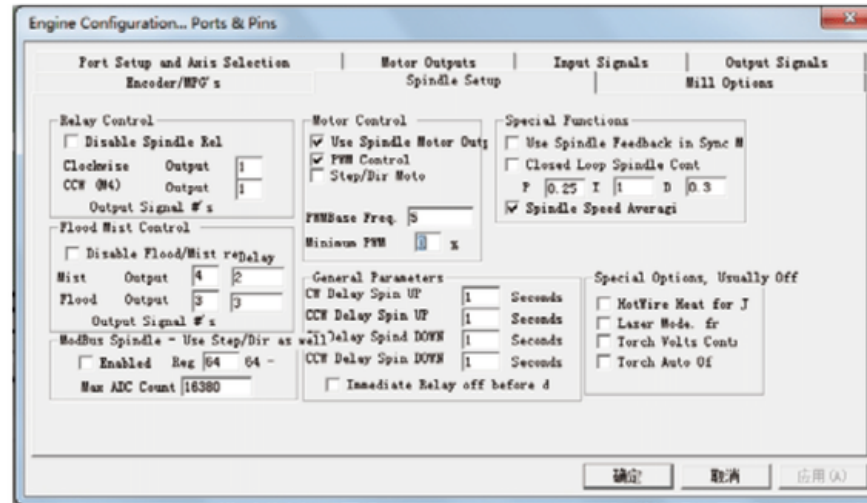 Engine Configuration... Ports & Pins
Port Setup and Axis Selection
Motor Outputs
Input Signals
Output Signals
Encoder/MPG's
Spindle Setup
Mill Options
Relay Control
Disable Spindle Rel
Clockwise Output 1
CCW (M4) Output 1
Output Signal #'s
Flood Mist Control
Disable Flood/Mist re Delay
Mist Output 4 2
Flood Output 3 3
Output Signal #'s
ModBus Spindle - Use Step/Dir as well
Enabled Reg 64 64 -
Max ADC Count 16380
Motor Control
Use Spindle Motor Outp
PWM Control
Step/Dir Moto
PWMBase Freq. 5
Minimum PWM %
General Parameters
CW Delay Spin UP 1 Seconds
CCW Delay Spin UP 1 Seconds
Delay Spind DOWN 1 Seconds
CCW Delay Spin DOWN 1 Seconds
Immediate Relay off before d
Special Functions
Use Spindle Feedback in Sync M
Closed Loop Spindle Cont
P 0.25 I 1 D 0.3
Spindle Speed Averagi
Special Options, Usually Off
HotWire Heat for J
Laser Mode. fr
Torch Volts Cont
Torch Auto Of
确定
取消
应用(A)